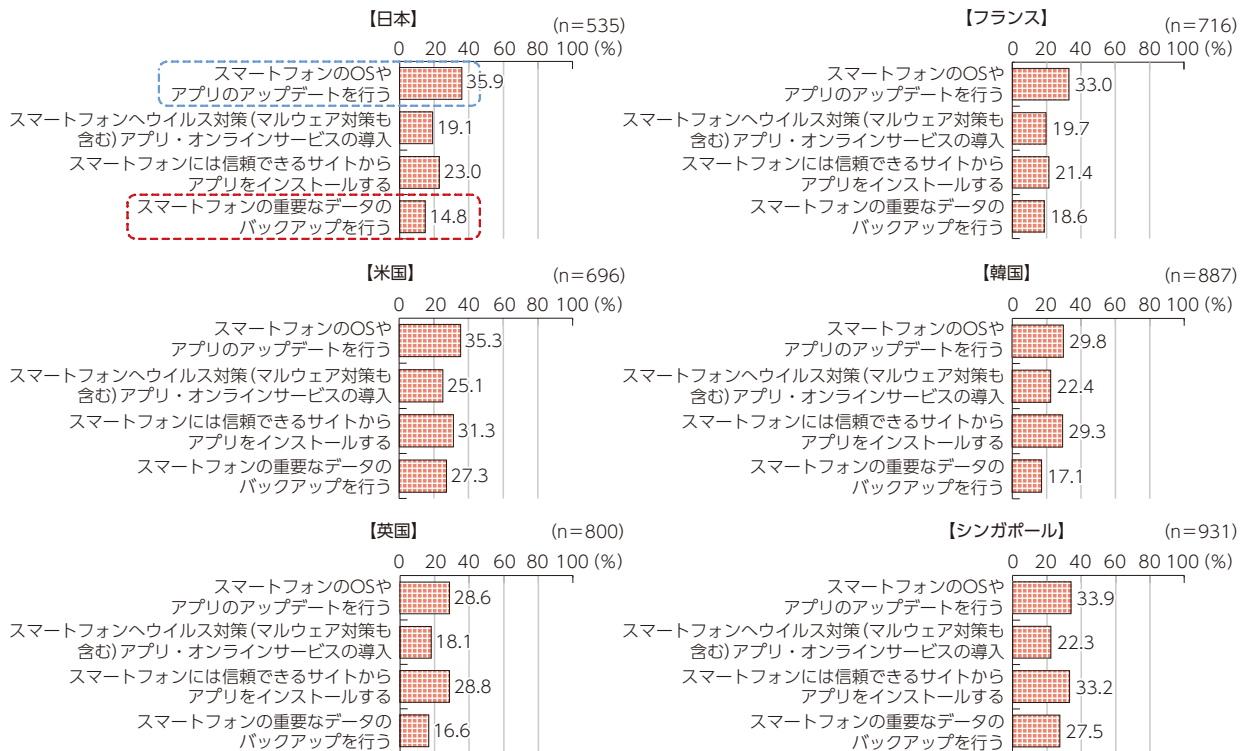 【日本】
(n=535)
0 20 40 60 80 100 (%)
スマートフォンのOSや
アプリのアップデートを行う
35.9
スマートフォンへウイルス対策(マルウェア対策も
含む)アプリ・オンラインサービスの導入
19.1
スマートフォンには信頼できるサイトから
アプリをインストールする
23.0
スマートフォンの重要なデータの
バックアップを行う
14.8
【フランス】
(n=716)
0 20 40 60 80 100 (%)
スマートフォンのOSや
アプリのアップデートを行う
33.0
スマートフォンへウイルス対策(マルウェア対策も
含む)アプリ・オンラインサービスの導入
19.7
スマートフォンには信頼できるサイトから
アプリをインストールする
21.4
スマートフォンの重要なデータの
バックアップを行う
18.6
【米国】
(n=696)
0 20 40 60 80 100 (%)
スマートフォンのOSや
アプリのアップデートを行う
35.3
スマートフォンへウイルス対策(マルウェア対策も
含む)アプリ・オンラインサービスの導入
25.1
スマートフォンには信頼できるサイトから
アプリをインストールする
31.3
スマートフォンの重要なデータの
バックアップを行う
27.3
【韓国】
(n=887)
0 20 40 60 80 100 (%)
スマートフォンのOSや
アプリのアップデートを行う
29.8
スマートフォンへウイルス対策(マルウェア対策も
含む)アプリ・オンラインサービスの導入
22.4
スマートフォンには信頼できるサイトから
アプリをインストールする
29.3
スマートフォンの重要なデータの
バックアップを行う
17.1
【英国】
(n=800)
0 20 40 60 80 100 (%)
スマートフォンのOSや
アプリのアップデートを行う
28.6
スマートフォンへウイルス対策(マルウェア対策も
含む)アプリ・オンラインサービスの導入
18.1
スマートフォンには信頼できるサイトから
アプリをインストールする
28.8
スマートフォンの重要なデータの
バックアップを行う
16.6
【シンガポール】
(n=931)
0 20 40 60 80 100 (%)
スマートフォンのOSや
アプリのアップデートを行う
33.9
スマートフォンへウイルス対策(マルウェア対策も
含む)アプリ・オンラインサービスの導入
22.3
スマートフォンには信頼できるサイトから
アプリをインストールする
33.2
スマートフォンの重要なデータの
バックアップを行う
27.5